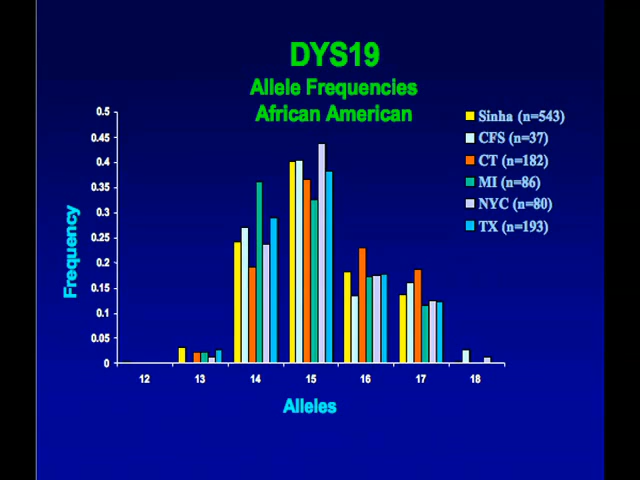 DYS19
Allele Frequencies
African American
Sinha (n=543)
CFS (n=37)
CT (n=182)
MI (n=86)
NYC (n=80)
TX (n=193)
Frequency
0.5
0.45
0.4
0.35
0.3
0.25
0.2
0.15
0.1
0.05
0
12 13 14 15 16 17 18
Alleles